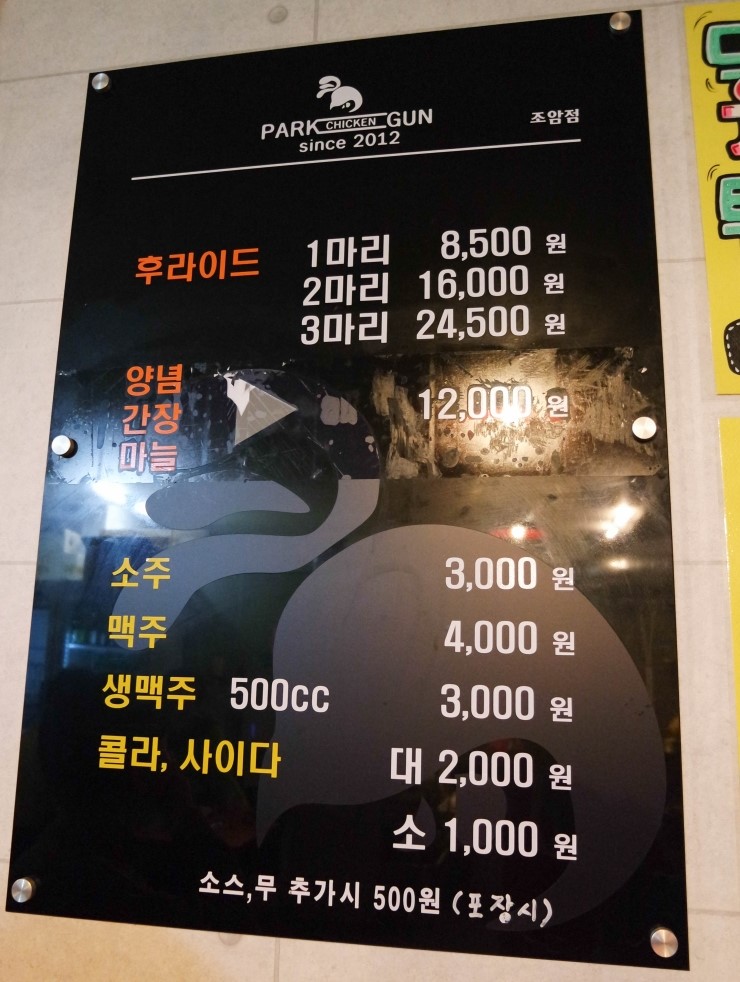 PARK CHICKEN GUN
since 2012
조암점
후라이드 1마리 8,500 원
2마리 16,000 원
3마리 24,500 원
양념
간장 12,000 원
마늘
소주 3,000 원
맥주 4,000 원
생맥주 500cc 3,000 원
콜라, 사이다 대 2,000 원
소 1,000 원
소스,무 추가시 500원 (포장시)